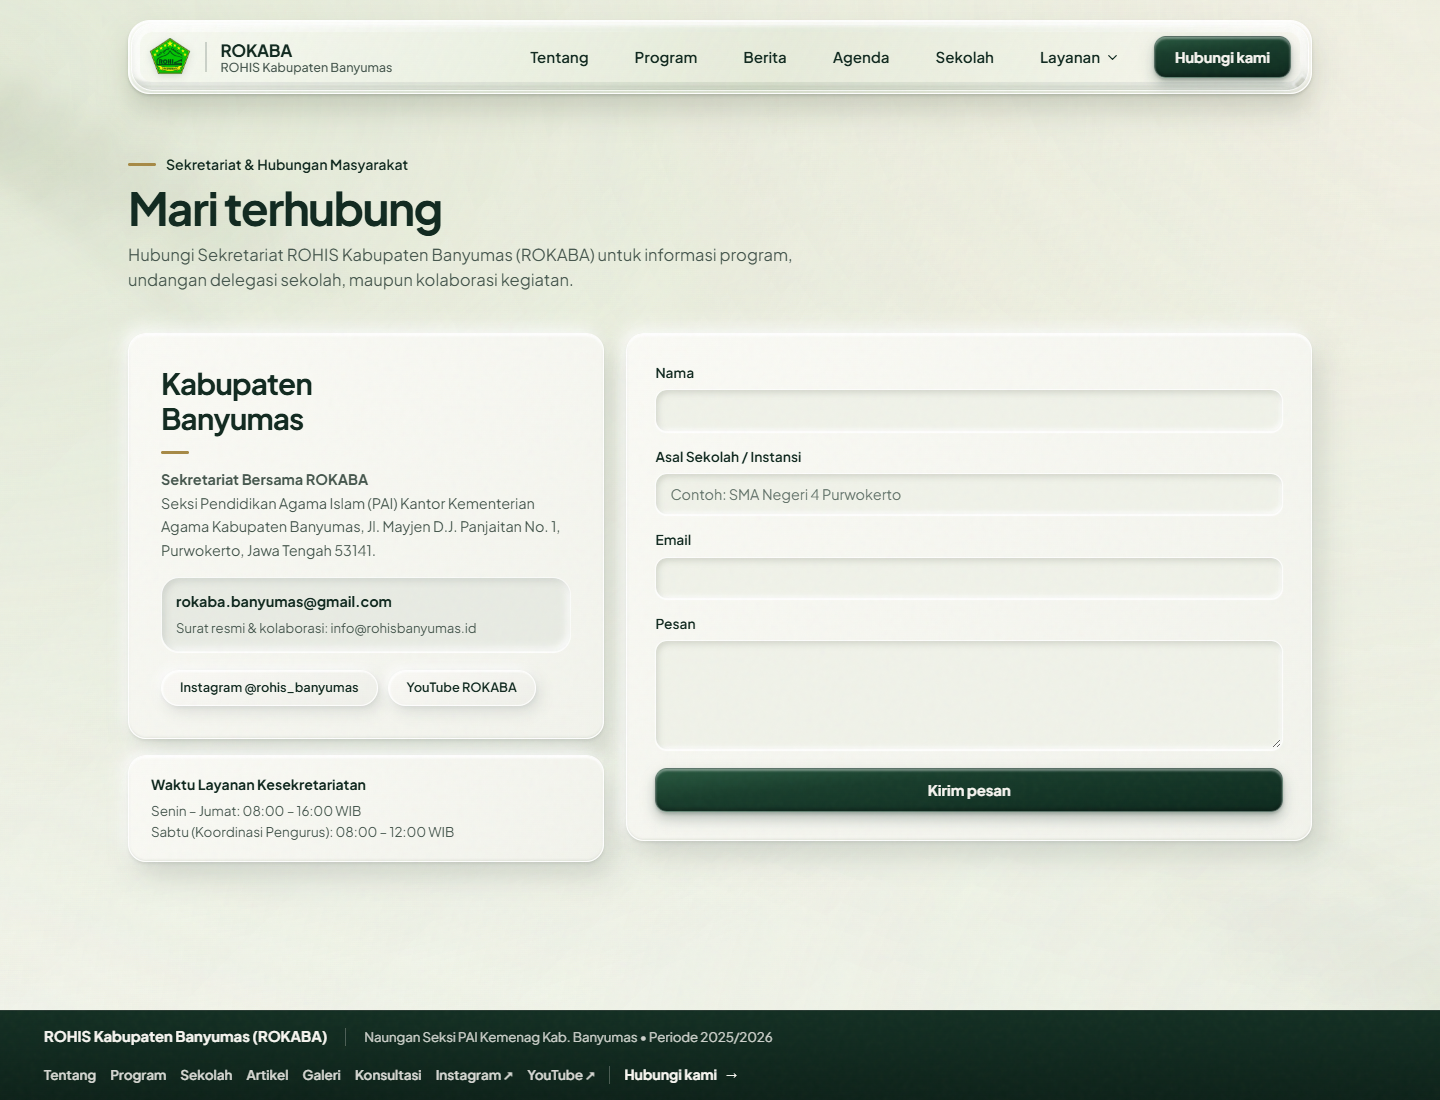 ROKABA
ROHIS Kabupaten Banyumas
Tentang
Program
Berita
Agenda
Sekolah
Layanan
Hubungi kami
Sekretariat & Hubungan Masyarakat
Mari terhubung
Hubungi Sekretariat ROHIS Kabupaten Banyumas (ROKABA) untuk informasi program,
undangan delegasi sekolah, maupun kolaborasi kegiatan.
Kabupaten
Banyumas
Sekretariat Bersama ROKABA
Seksi Pendidikan Agama Islam (PAI) Kantor Kementerian
Agama Kabupaten Banyumas, Jl. Mayjen D.J. Panjaitan No. 1,
Purwokerto, Jawa Tengah 53141.
rokaba.banyumas@gmail.com
Surat resmi & kolaborasi: info@rohisbanyumas.id
Instagram @rohis_banyumas
YouTube ROKABA
Waktu Layanan Kesekretariatan
Senin – Jumat: 08:00 – 16:00 WIB
Sabtu (Koordinasi Pengurus): 08:00 – 12:00 WIB
Nama
Asal Sekolah / Instansi
Contoh: SMA Negeri 4 Purwokerto
Email
Pesan
Kirim pesan
ROHIS Kabupaten Banyumas (ROKABA)
Naungan Seksi PAI Kemenag Kab. Banyumas • Periode 2025/2026
Tentang
Program
Sekolah
Artikel
Galeri
Konsultasi
Instagram ↗
YouTube ↗
Hubungi kami →